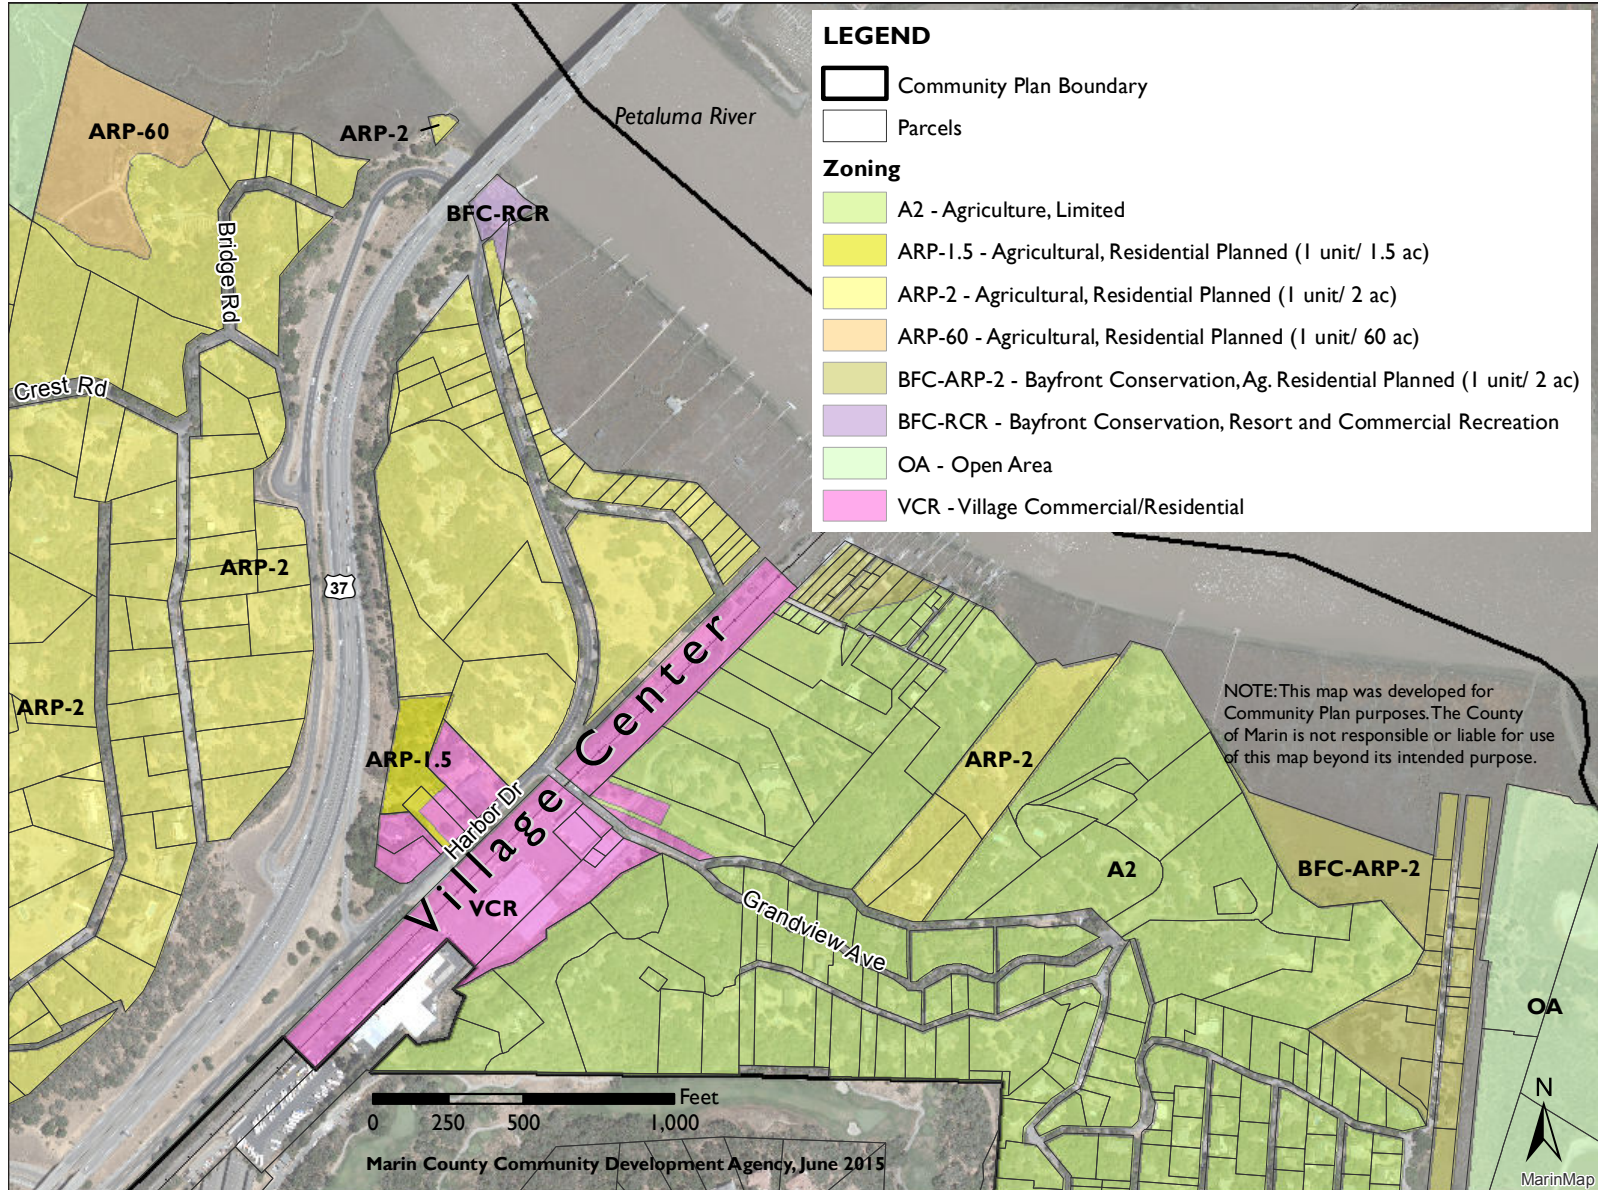 LEGEND
Community Plan Boundary
Parcels
Zoning
A2 - Agriculture, Limited
ARP-1.5 - Agricultural, Residential Planned (1 unit/ 1.5 ac)
ARP-2 - Agricultural, Residential Planned (1 unit/ 2 ac)
ARP-60 - Agricultural, Residential Planned (1 unit/ 60 ac)
BFC-ARP-2 - Bayfront Conservation, Ag. Residential Planned (1 unit/ 2 ac)
BFC-RCR - Bayfront Conservation, Resort and Commercial Recreation
OA - Open Area
VCR - Village Commercial/Residential
Petaluma River
ARP-60
ARP-2
BFC-RCR
Bridge Rd
Crest Rd
ARP-2
37
ARP-2
ARP-1.5
Harbor Dr
Village Center
VCR
ARP-2
NOTE: This map was developed for
Community Plan purposes. The County
of Marin is not responsible or liable for use
of this map beyond its intended purpose.
A2
BFC-ARP-2
Grandview Ave
OA
N
Feet
0 250 500 1,000
Marin County Community Development Agency, June 2015
MarinMap